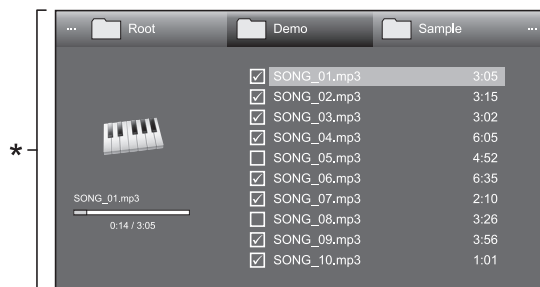 ... Root Demo Sample ...
SONG_01.mp3 3:05
SONG_02.mp3 3:15
SONG_03.mp3 3:02
* SONG_04.mp3 6:05
SONG_05.mp3 4:52
SONG_06.mp3 6:35
SONG_01.mp3
SONG_07.mp3 2:10
0:14 / 3:05
SONG_08.mp3 3:26
SONG_09.mp3 3:56
SONG_10.mp3 1:01